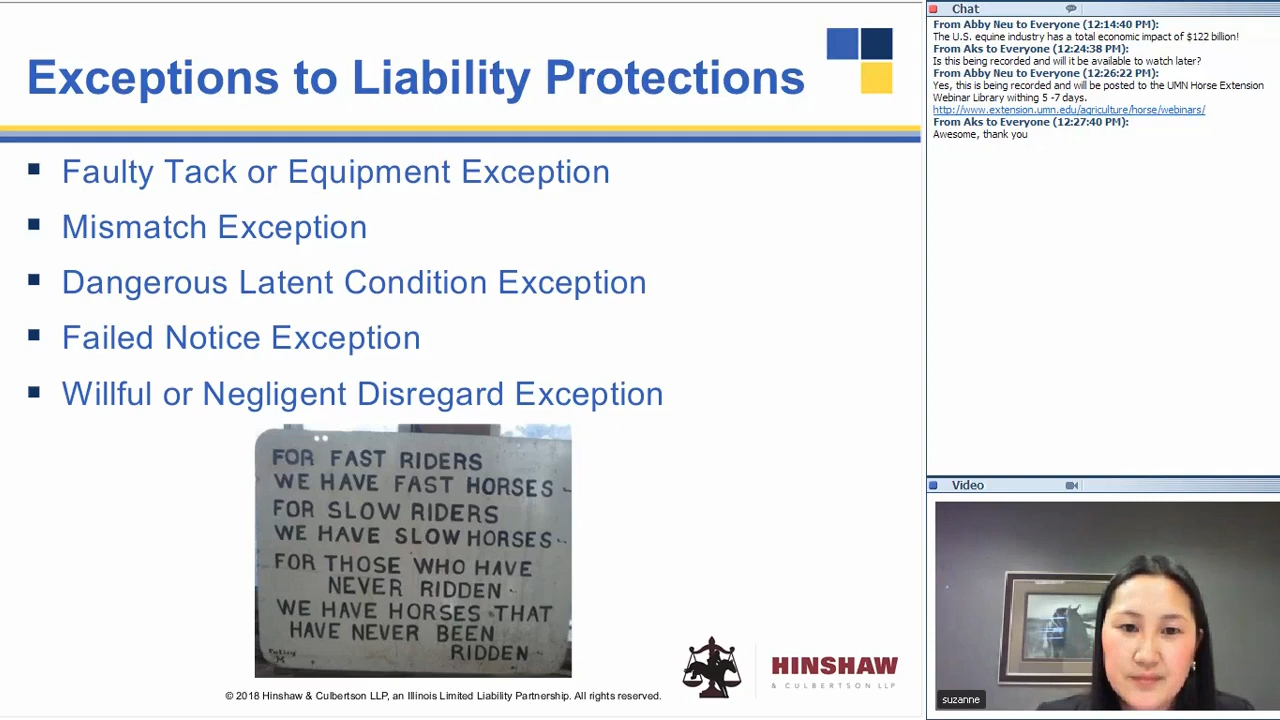 Exceptions to Liability Protections
▪ Faulty Tack or Equipment Exception
▪ Mismatch Exception
▪ Dangerous Latent Condition Exception
▪ Failed Notice Exception
▪ Willful or Negligent Disregard Exception
FOR FAST RIDERS
WE HAVE FAST HORSES
FOR SLOW RIDERS
WE HAVE SLOW HORSES
FOR THOSE WHO HAVE
NEVER RIDDEN
WE HAVE HORSES THAT
HAVE NEVER BEEN
RIDDEN
© 2018 Hinshaw & Culbertson LLP, an Illinois Limited Liability Partnership. All rights reserved.
HINSHAW
& CULBERTSON LLP
Chat
From Abby Neu to Everyone (12:14:40 PM):
The U.S. equine industry has a total economic impact of $122 billion!
From Aks to Everyone (12:24:38 PM):
Is this being recorded and will it be available to watch later?
From Abby Neu to Everyone (12:26:22 PM):
Yes, this is being recorded and will be posted to the UMN Horse Extension
Webinar Library withing 5 -7 days.
http://www.extension.umn.edu/agriculture/horse/webinars/
From Aks to Everyone (12:27:40 PM):
Awesome, thank you
Video
suzanne